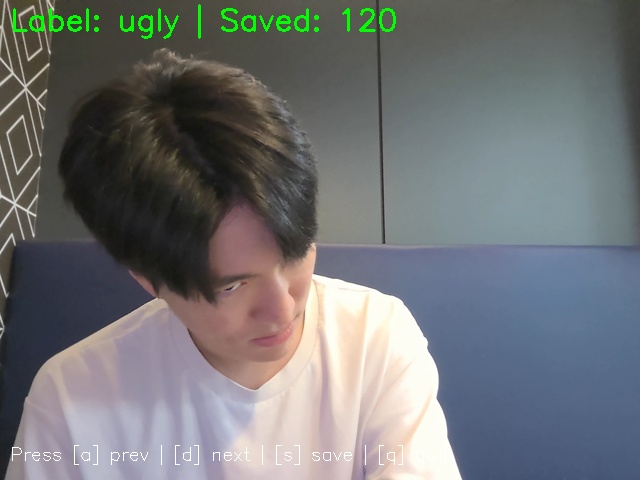 Label: ugly | Saved: 120
Press [a] prev | [d] next | [s] save | [q]